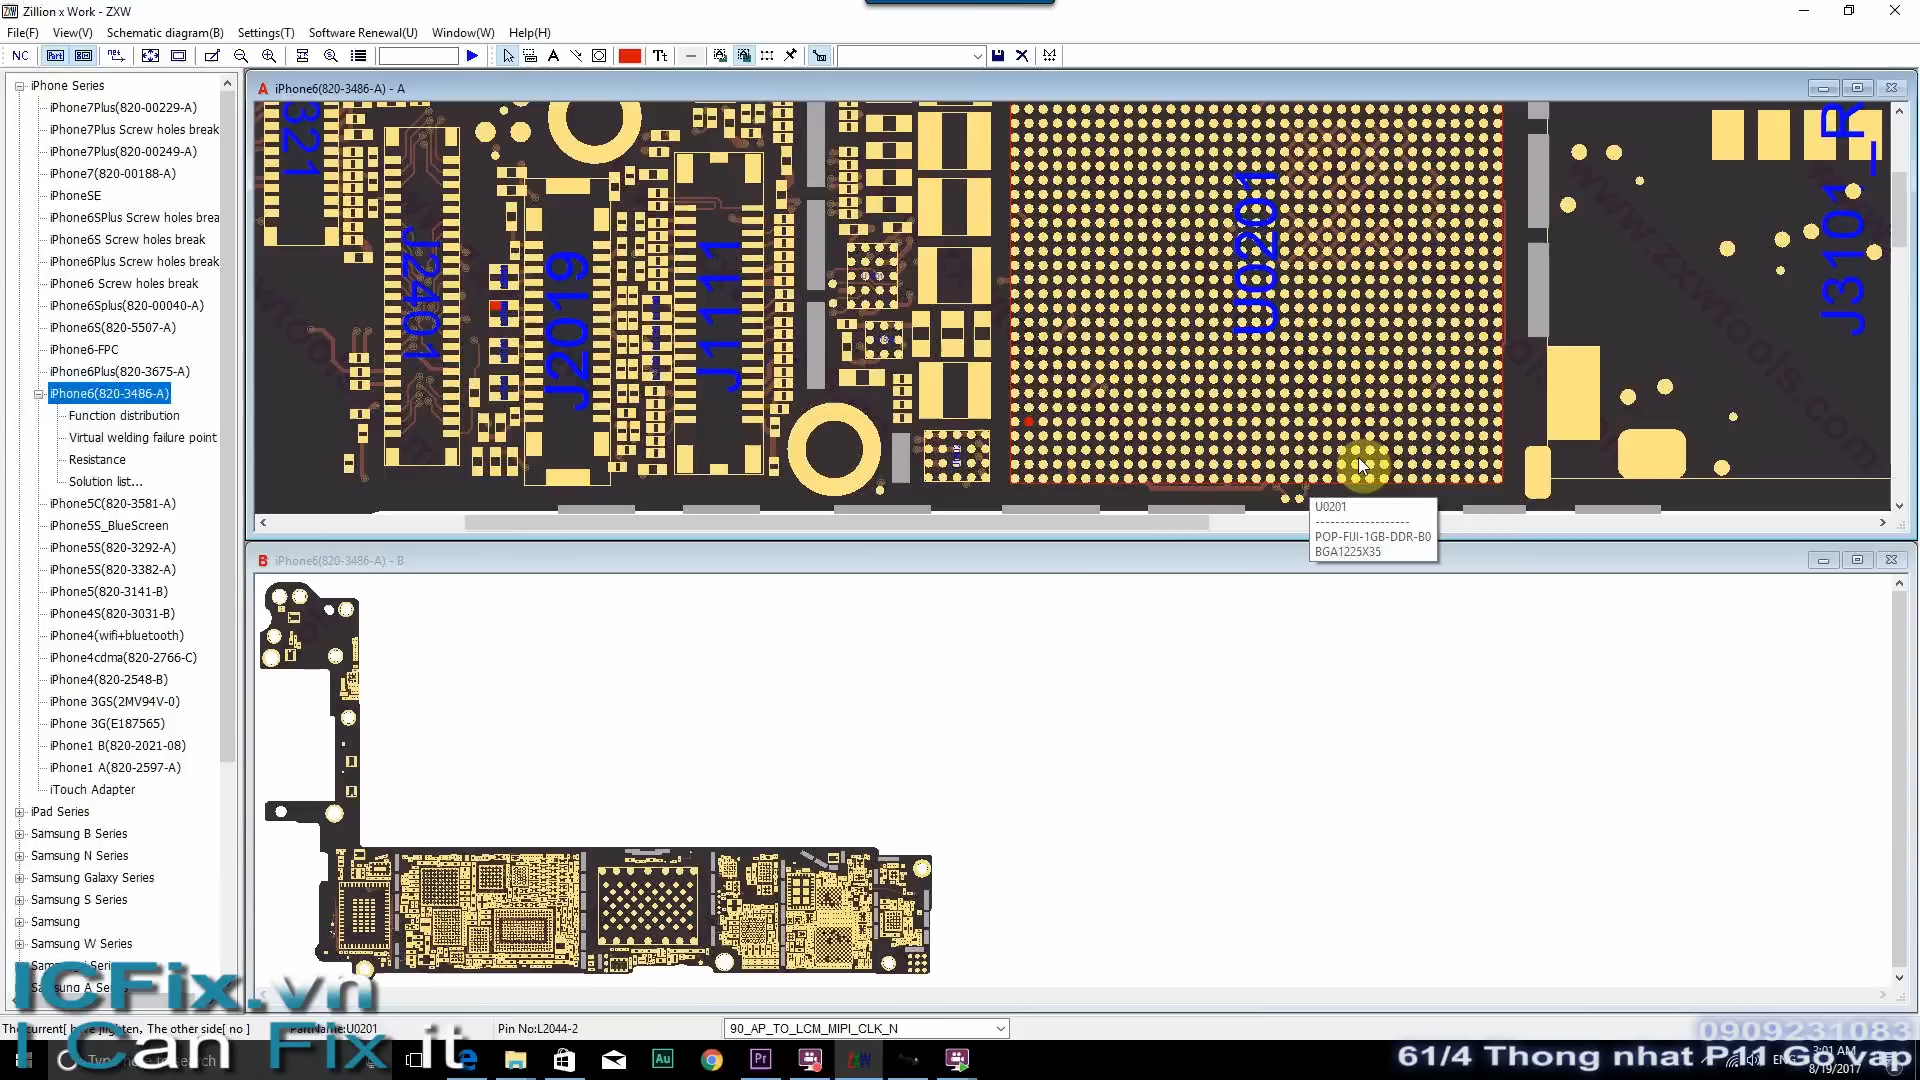 Zillion x Work - ZXW
File(F) View(V) Schematic diagram(B) Settings(T) Software Renewal(U) Window(W) Help(H)
NC
iPhone Series
iPhone7Plus(820-00229-A)
iPhone7Plus Screw holes break
iPhone7Plus(820-00249-A)
iPhone7(820-00188-A)
iPhoneSE
iPhone6SPlus Screw holes brea
iPhone6S Screw holes break
iPhone6Plus Screw holes break
iPhone6 Screw holes break
iPhone6Splus(820-00040-A)
iPhone6S(820-5507-A)
iPhone6-FPC
iPhone6Plus(820-3675-A)
iPhone6(820-3486-A)
Function distribution
Virtual welding failure point
Resistance
Solution list...
iPhone5C(820-3581-A)
iPhone5S_BlueScreen
iPhone5S(820-3292-A)
iPhone5S(820-3382-A)
iPhone5(820-3141-B)
iPhone4S(820-3031-B)
iPhone4(wifi+bluetooth)
iPhone4cdma(820-2766-C)
iPhone4(820-2548-B)
iPhone 3GS(2MV94V-0)
iPhone 3G(E187565)
iPhone1 B(820-2021-08)
iPhone1 A(820-2597-A)
iTouch Adapter
iPad Series
Samsung B Series
Samsung N Series
Samsung Galaxy Series
Samsung S Series
Samsung
Samsung W Series
A iPhone6(820-3486-A) - A
321
J2401
J2019
J1111
U0201
J3101_R
www.zxwtools.com
U0201
--------------------
POP-FIJI-1GB-DDR-B0
BGA1225X35
B iPhone6(820-3486-A) - B
ICFix.vn
I Can Fix it
PartName:U0201
Pin No:L2044-2
90_AP_TO_LCM_MIPI_CLK_N
0909231083
61/4 Thong nhat P11 Go vap
3:01 AM
8/19/2017